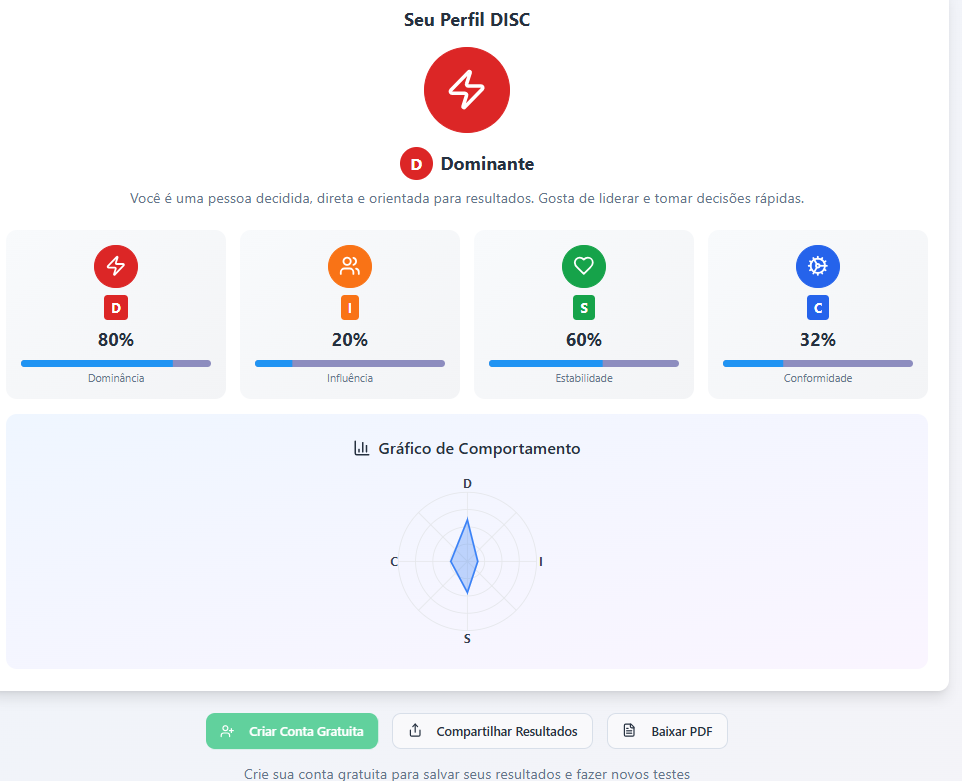 Seu Perfil DISC
D Dominante
Você é uma pessoa decidida, direta e orientada para resultados. Gosta de liderar e tomar decisões rápidas.
D
80%
Dominância
I
20%
Influência
S
60%
Estabilidade
C
32%
Conformidade
Gráfico de Comportamento
D
C
I
S
Criar Conta Gratuita
Compartilhar Resultados
Baixar PDF
Crie sua conta gratuita para salvar seus resultados e fazer novos testes